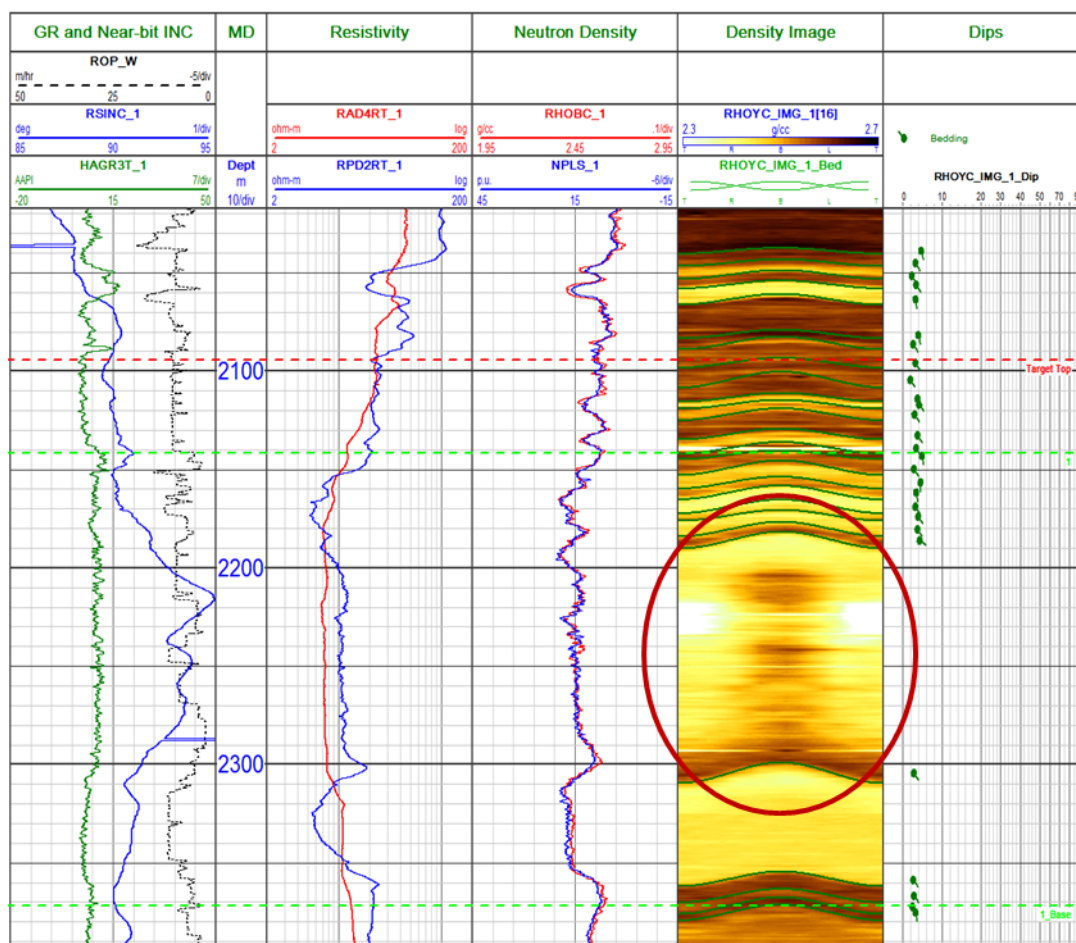 GR and Near-bit INC MD Resistivity Neutron Density Density Image Dips
ROP_W
m/hr -5/div
50 25 0
RSINC_1 RAD4RT_1 RHOBC_1 RHOYC_IMG_1[16]
deg 1/div ohm-m log g/cc .1/div 2.3 g/cc 2.7
85 90 95 2 200 1.95 2.45 2.95 T R B L T
Bedding
HAGR3T_1 Dept RPD2RT_1 NPLS_1 RHOYC_IMG_1_Bed RHOYC_IMG_1_Dip
AAPI 7/div m ohm-m log p.u. -6/div
-20 15 50 10/div 2 200 45 15 -15 T R B L T 0 10 20 30 40 50 70
2100
Target Top
1
2200
2300
1_Base